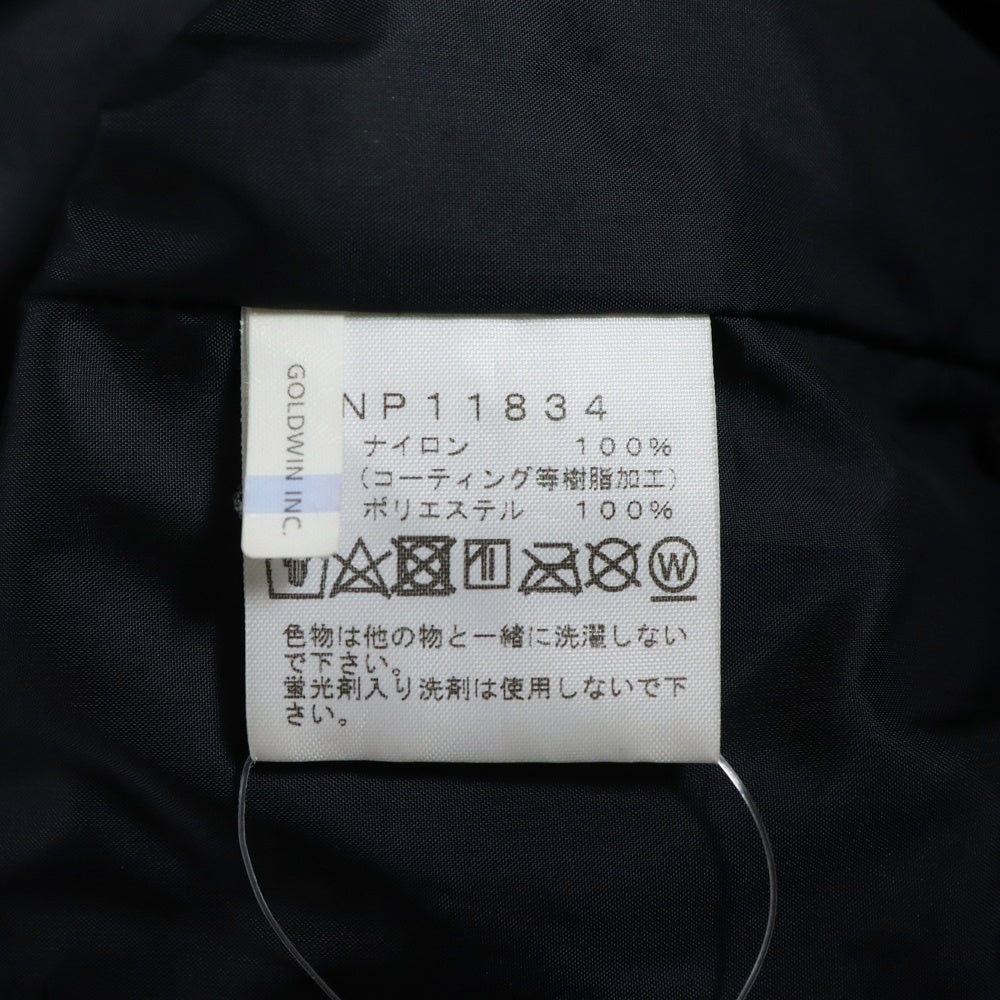 GOLDWIN INC.
NP11834
ナイロン 100%
(コーティング等樹脂加工)
ポリエステル 100%
W
色物は他の物と一緒に洗濯しない
で下さい。
蛍光剤入り洗剤は使用しないで下
さい。